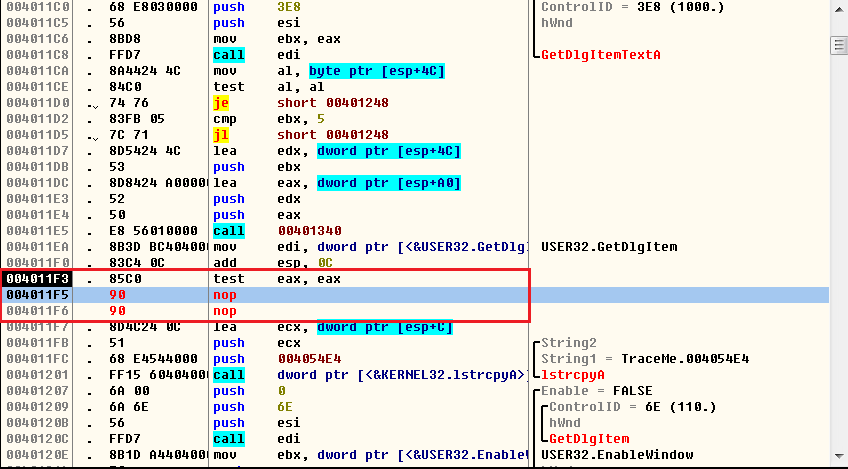 004011C0 . 68 E8030000 push 3E8 ControlID = 3E8 (1000.)
004011C5 . 56 push esi hWnd
004011C6 . 8BD8 mov ebx, eax
004011C8 . FFD7 call edi GetDlgItemTextA
004011CA . 8A4424 4C mov al, byte ptr [esp+4C]
004011CE . 84C0 test al, al
004011D0 . 74 76 je short 00401248
004011D2 . 83FB 05 cmp ebx, 5
004011D5 . 7C 71 jl short 00401248
004011D7 . 8D5424 4C lea edx, dword ptr [esp+4C]
004011DB . 53 push ebx
004011DC . 8D8424 A00000 lea eax, dword ptr [esp+A0]
004011E3 . 52 push edx
004011E4 . 50 push eax
004011E5 . E8 56010000 call 00401340
004011EA . 8B3D BC404000 mov edi, dword ptr [<&USER32.GetDlgI USER32.GetDlgItem
004011F0 . 83C4 0C add esp, 0C
004011F3 . 85C0 test eax, eax
004011F5 90 nop
004011F6 90 nop
004011F7 . 8D4C24 0C lea ecx, dword ptr [esp+C]
004011FB . 51 push ecx String2
004011FC . 68 E4544000 push 004054E4 String1 = TraceMe.004054E4
00401201 . FF15 60404000 call dword ptr [<&KERNEL32.lstrcpyA>] lstrcpyA
00401207 . 6A 00 push 0 Enable = FALSE
00401209 . 6A 6E push 6E ControlID = 6E (110.)
0040120B . 56 push esi hWnd
0040120C . FFD7 call edi GetDlgItem
0040120E . 8B1D A4404000 mov ebx, dword ptr [<&USER32.EnableW USER32.EnableWindow